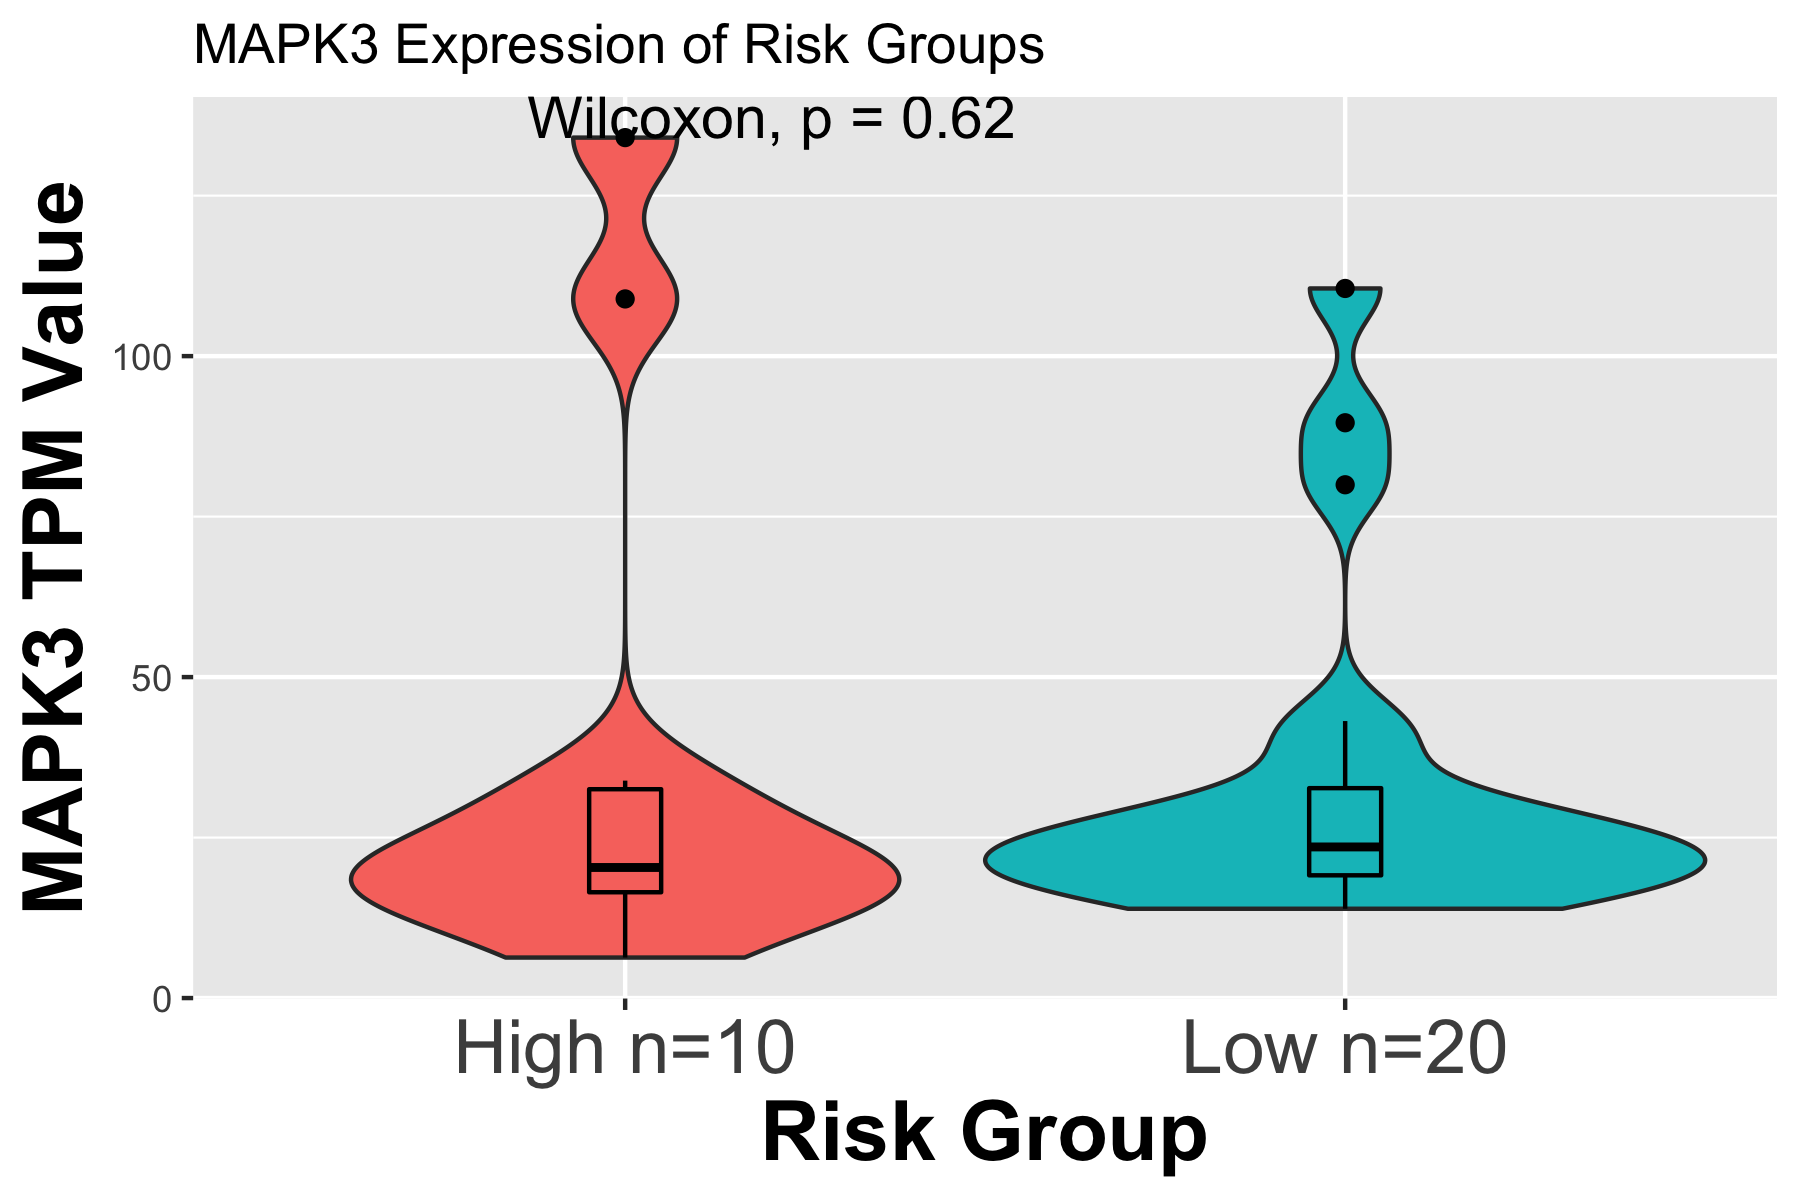 MAPK3 Expression of Risk Groups
Wilcoxon, p = 0.62
MAPK3 TPM Value
100
50
0
High n=10
Low n=20
Risk Group